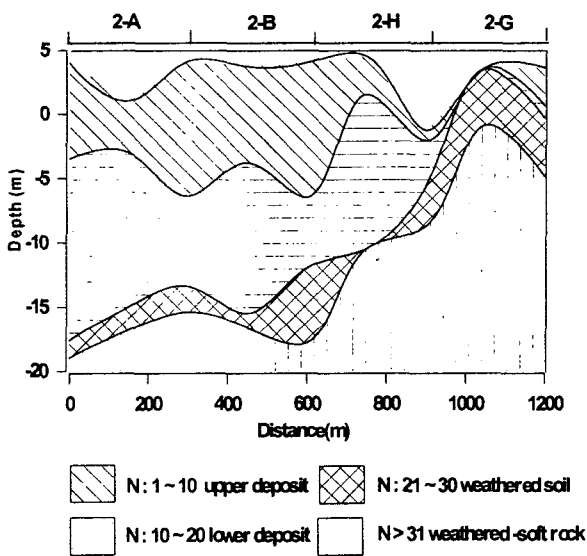 2-A 2-B 2-H 2-G
5
0
-5
-10
-15
-20
Depth (m)
0 200 400 600 800 1000 1200
Distance(m)
N : 1 ~ 10 upper deposit N : 21 ~ 30 weathered soil
N : 10 ~ 20 lower deposit N > 31 weathered -soft rock